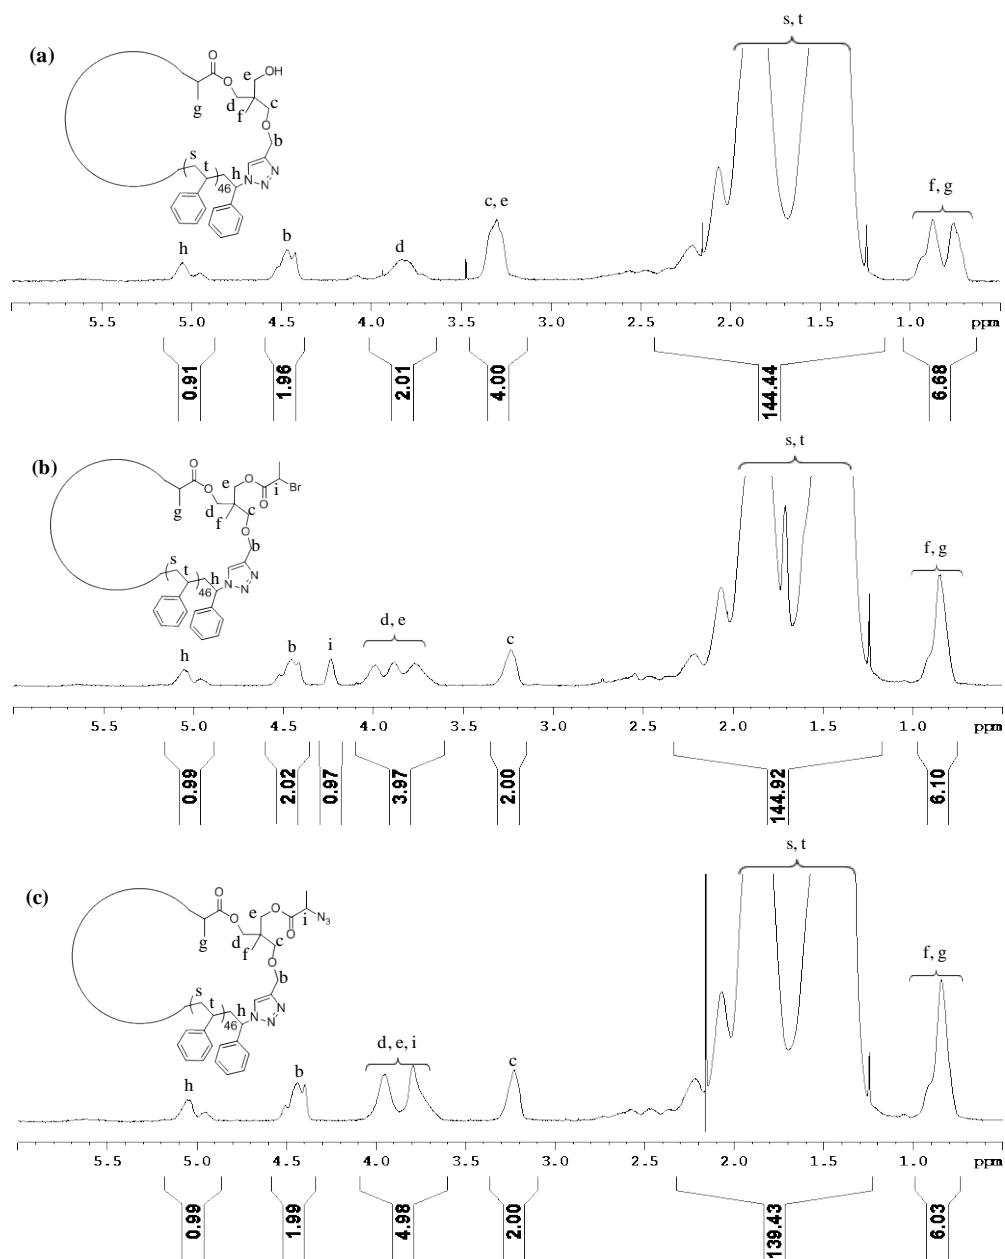 (a)
s, t
O
O
OH
e
g
d
f
c
O
b
s
t
46
h
N
N
N
c, e
f, g
h
b
d
5.5 5.0 4.5 4.0 3.5 3.0 2.5 2.0 1.5 1.0 ppm
0.91 1.96 2.01 4.00 144.44 6.68
(b)
s, t
O
O
e
O
O
i
Br
g
d
f
c
O
b
s
t
46
h
N
N
N
d, e
f, g
h
b
i
c
5.5 5.0 4.5 4.0 3.5 3.0 2.5 2.0 1.5 1.0 ppm
0.99 2.02 0.97 3.97 2.00 144.92 6.10
(c)
s, t
O
O
e
O
O
i
N3
g
d
f
c
O
b
s
t
46
h
N
N
N
d, e, i
f, g
h
b
c
5.5 5.0 4.5 4.0 3.5 3.0 2.5 2.0 1.5 1.0 ppm
0.99 1.99 4.98 2.00 139.43 6.03